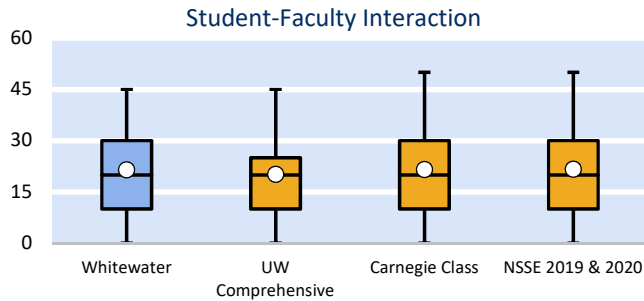 Student-Faculty Interaction
60
45
30
15
0
Whitewater
UW
Comprehensive
Carnegie Class
NSSE 2019 & 2020